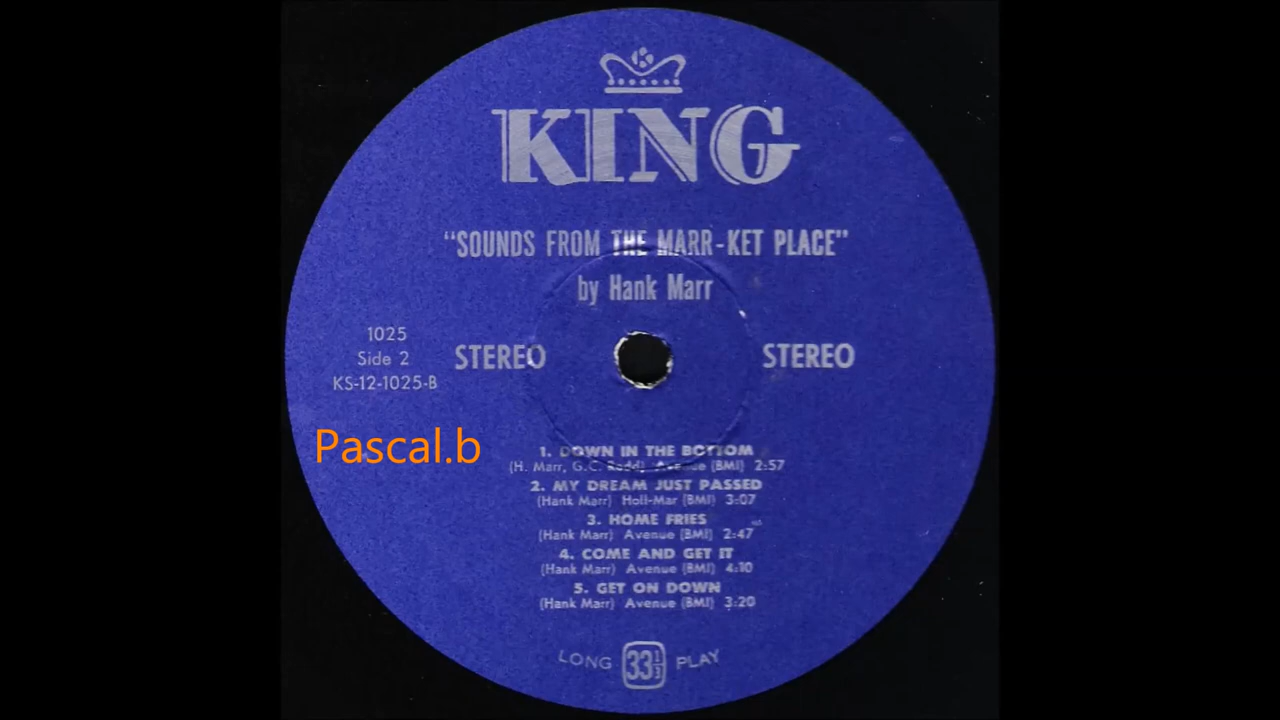 K
KING
"SOUNDS FROM THE MARR-KET PLACE"
by Hank Marr
1025
Side 2
KS-12-1025-B
STEREO
STEREO
Pascal.b
1. DOWN IN THE BOTTOM
(H. Marr, G.C. Redd) Avenue (BMI) 2:57
2. MY DREAM JUST PASSED
(Hank Marr) Holl-Mar (BMI) 3:07
3. HOME FRIES
(Hank Marr) Avenue (BMI) 2:47
4. COME AND GET IT
(Hank Marr) Avenue (BMI) 4:10
5. GET ON DOWN
(Hank Marr) Avenue (BMI) 3:20
LONG 33 1/3 PLAY